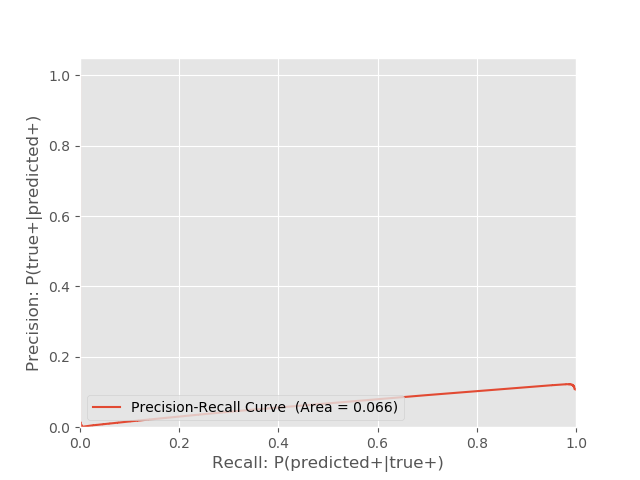 1.0
0.8
0.6
0.4
0.2
0.0
Precision: P(true+|predicted+)
Precision-Recall Curve  (Area = 0.066)
0.0 0.2 0.4 0.6 0.8 1.0
Recall: P(predicted+|true+)